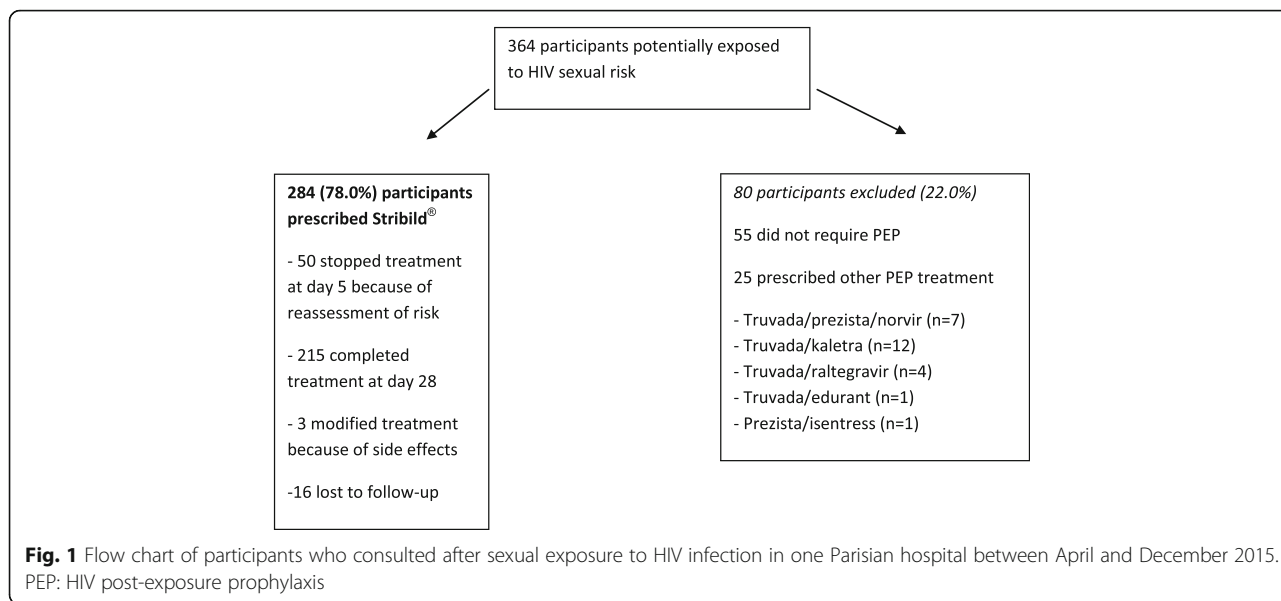 364 participants potentially exposed
to HIV sexual risk
284 (78.0%) participants
prescribed Stribild®
- 50 stopped treatment
at day 5 because of
reassessment of risk
- 215 completed
treatment at day 28
- 3 modified treatment
because of side effects
-16 lost to follow-up
80 participants excluded (22.0%)
55 did not require PEP
25 prescribed other PEP treatment
- Truvada/prezista/norvir (n=7)
- Truvada/kaletra (n=12)
- Truvada/raltegravir (n=4)
- Truvada/edurant (n=1)
- Prezista/isentress (n=1)
Fig. 1 Flow chart of participants who consulted after sexual exposure to HIV infection in one Parisian hospital between April and December 2015.
PEP: HIV post-exposure prophylaxis